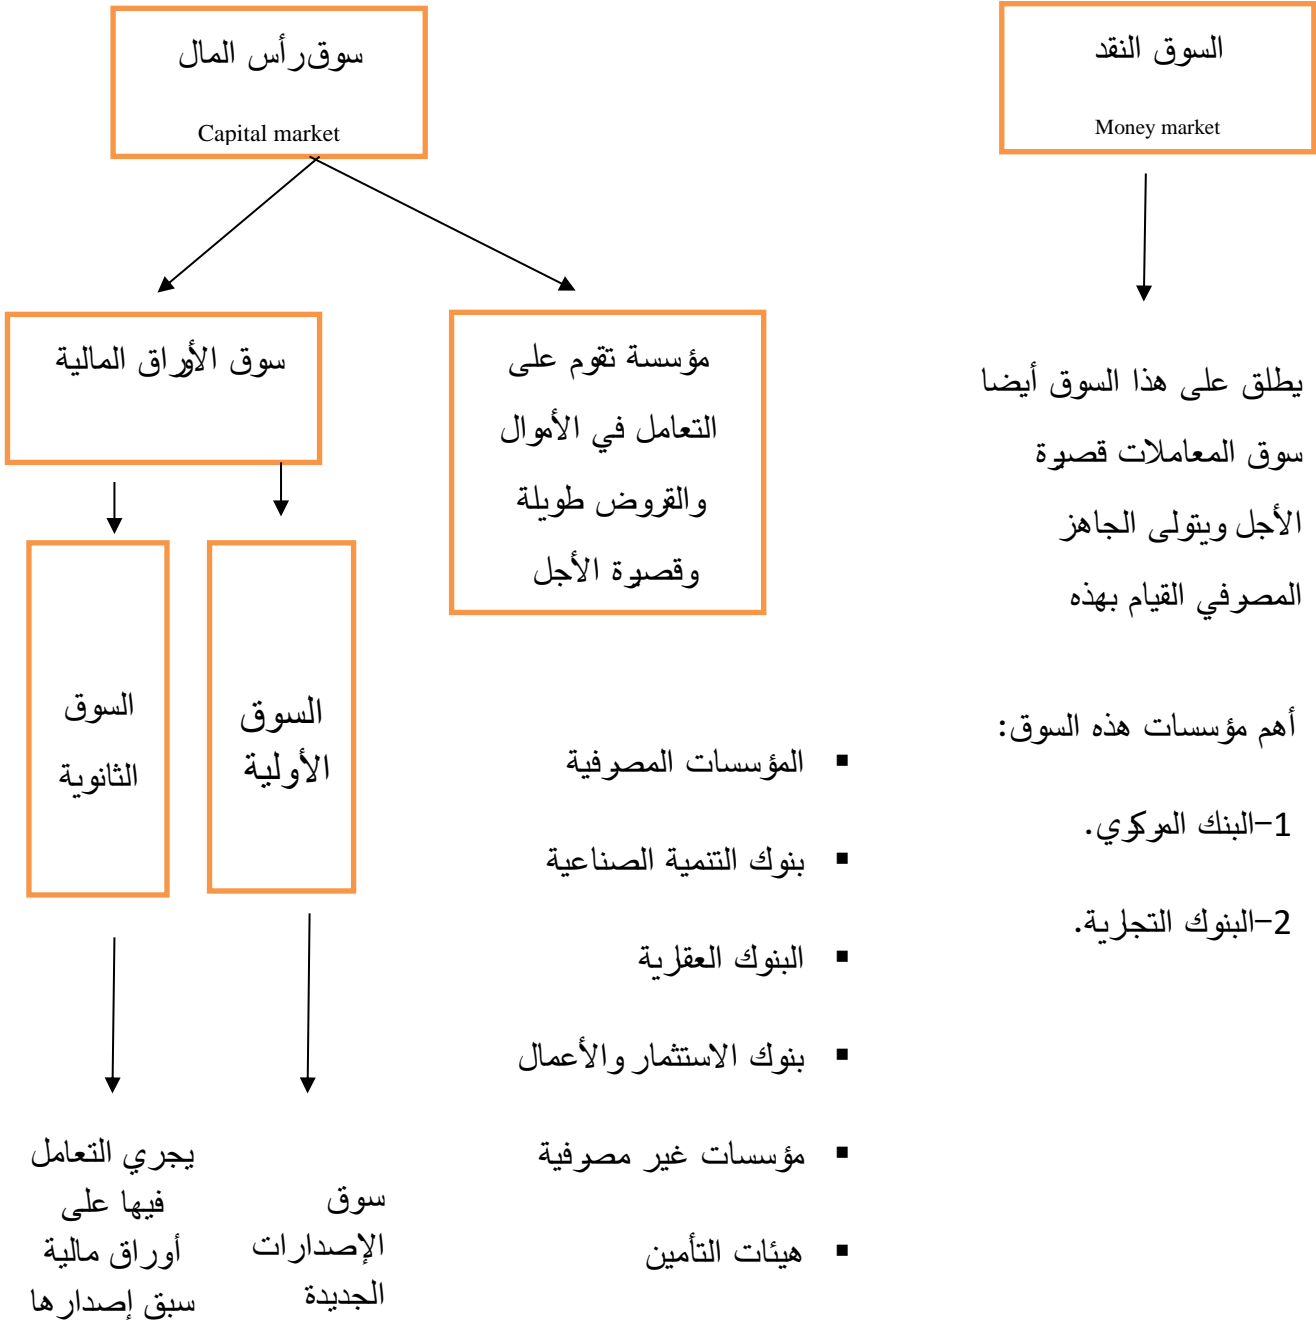 السوق النقد
Money market
يطلق على هذا السوق أيضا
سوق المعاملات قصيرة
الأجل ويتولى الجاهز
المصرفي القيام بهذه
أهم مؤسسات هذه السوق:
1-البنك المركزي.
2-البنوك التجارية.
سوق رأس المال
Capital market
مؤسسة تقوم على
التعامل في الأموال
والقروض طويلة
وقصيرة الأجل
▪ المؤسسات المصرفية
▪ بنوك التنمية الصناعية
▪ البنوك العقارية
▪ بنوك الاستثمار والأعمال
▪ مؤسسات غير مصرفية
▪ هيئات التأمين
سوق الأوراق المالية
السوق
الأولية
سوق
الإصدارات
الجديدة
السوق
الثانوية
يجري التعامل
فيها على
أوراق مالية
سبق إصدارها